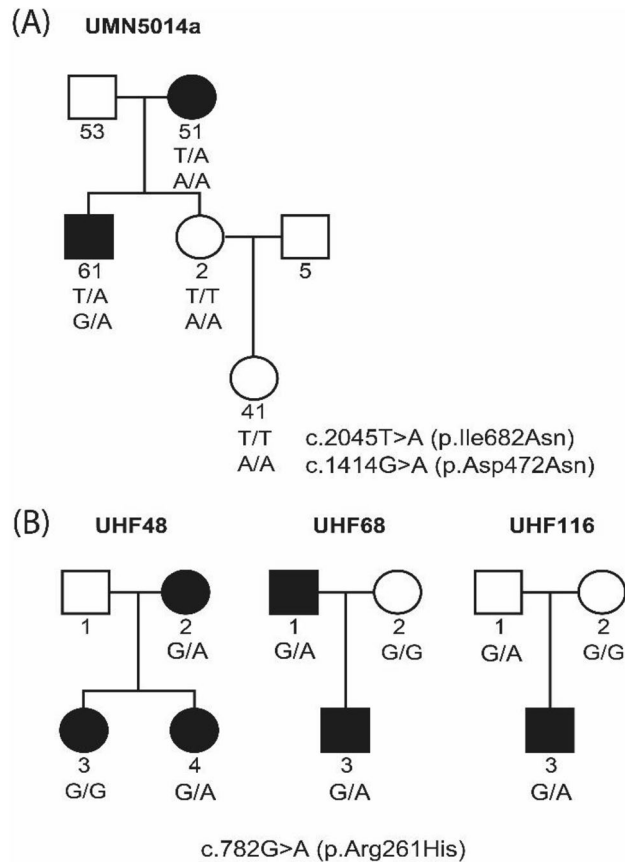 (A) UMN5014a
53 51
T/A
A/A
61 2 5
T/A T/T
G/A A/A
41
T/T c.2045T>A (p.Ile682Asn)
A/A c.1414G>A (p.Asp472Asn)
(B) UHF48 UHF68 UHF116
1 2 1 2 1 2
G/A G/A G/G G/A G/G
3 4 3 3
G/G G/A G/A G/A
c.782G>A (p.Arg261His)